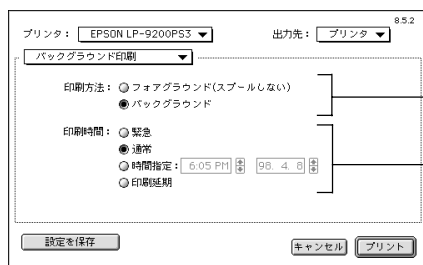 8.5.2
プリンタ： EPSON LP-9200PS3 出力先： プリンタ
バックグラウンド印刷
印刷方法： フォアグラウンド(スプールしない)
バックグラウンド
印刷時間： 緊急
通常
時間指定： 6:05 PM 98. 4. 8
印刷延期
設定を保存 キャンセル プリント